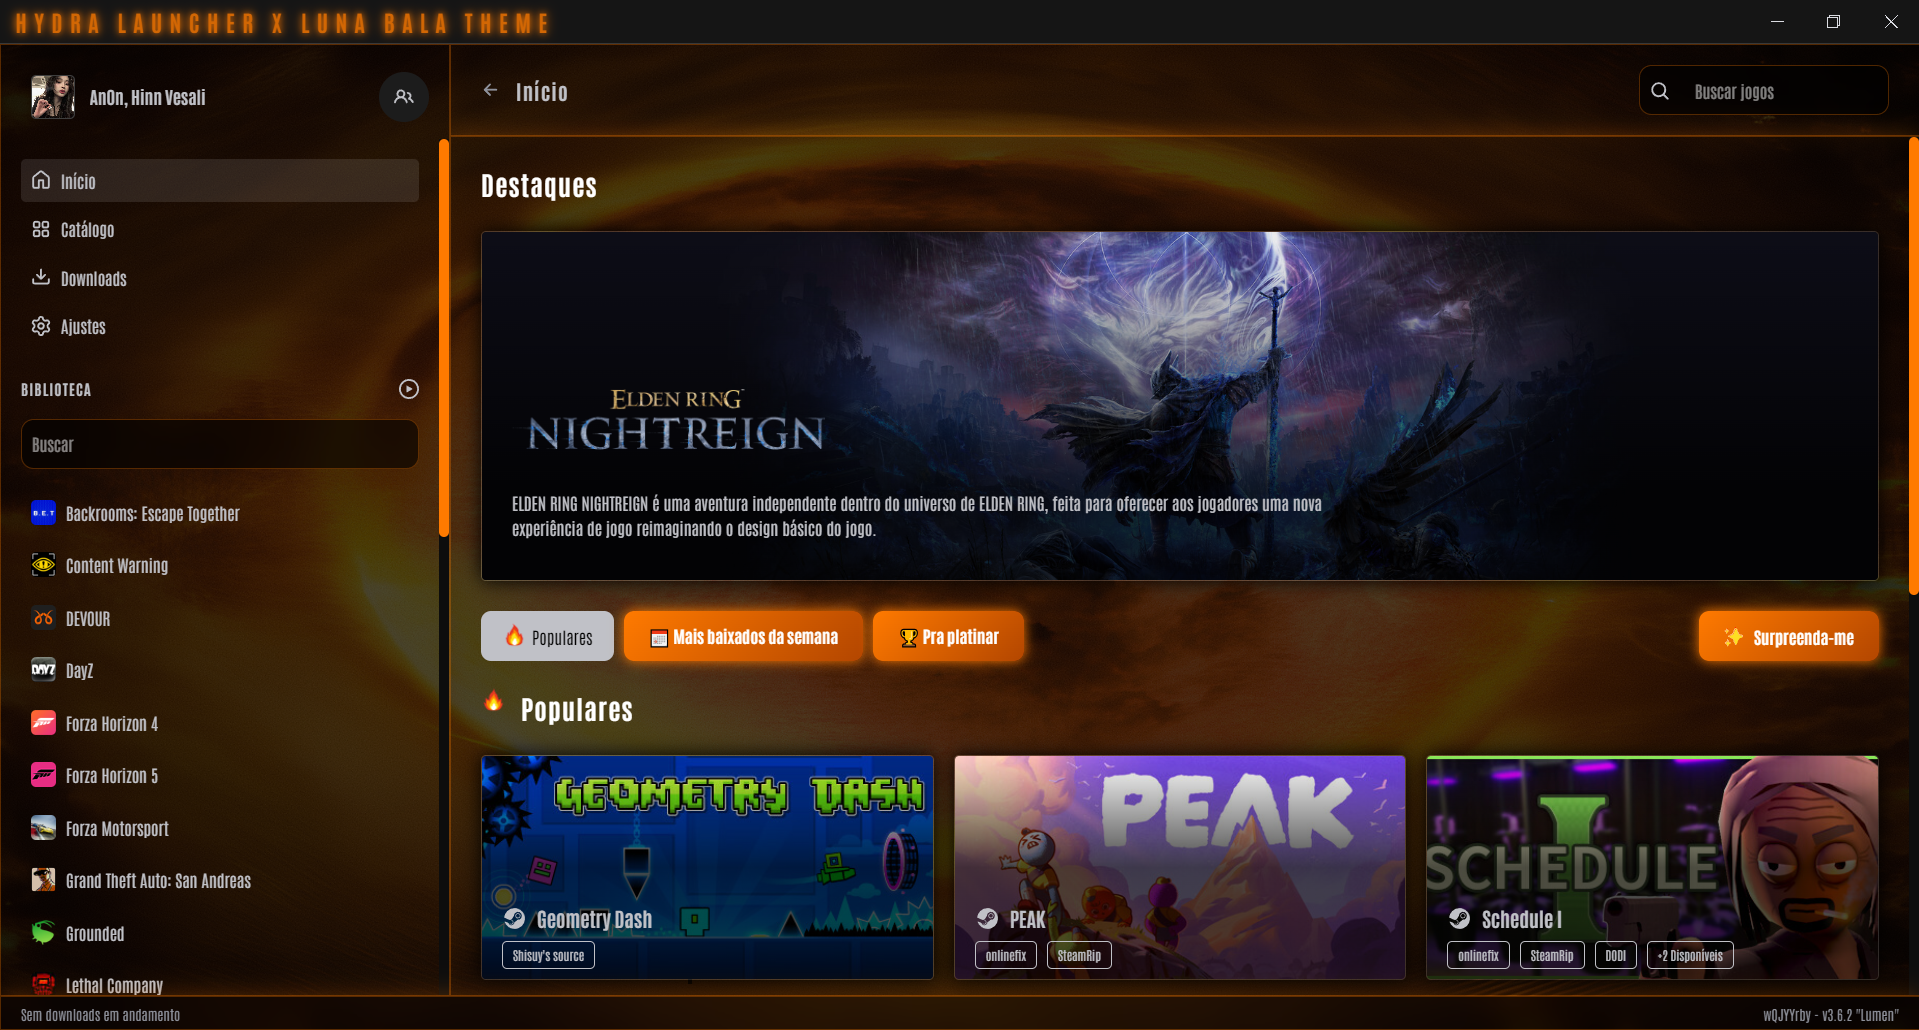 HYDRA LAUNCHER X LUNA BALA THEME
An0n, Hinn Vesali
Início
Catálogo
Downloads
Ajustes
BIBLIOTECA
Buscar
B.E.T
Backrooms: Escape Together
Content Warning
DEVOUR
DAYZ
DayZ
Forza Horizon 4
Forza Horizon 5
Forza Motorsport
Grand Theft Auto: San Andreas
Grounded
Lethal Company
Início
Buscar jogos
Destaques
ELDEN RING
NIGHTREIGN
ELDEN RING NIGHTREIGN é uma aventura independente dentro do universo de ELDEN RING, feita para oferecer aos jogadores uma nova
experiência de jogo reimaginando o design básico do jogo.
🔥 Populares
📅 Mais baixados da semana
🏆 Pra platinar
✨ Surpreenda-me
🔥 Populares
GEOMETRY DASH
Geometry Dash
Shisuy's source
PEAK
PEAK
onlinefix
SteamRip
I
SCHEDULE
Schedule I
onlinefix
SteamRip
DODI
+2 Disponíveis
Sem downloads em andamento
wQJYYrby - v3.6.2 "Lumen"